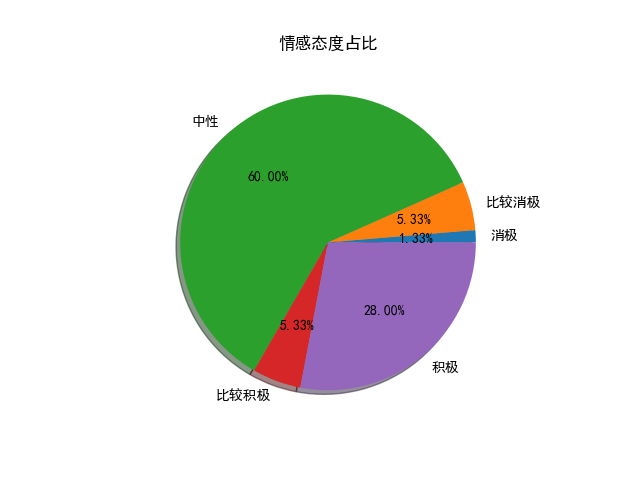 情感态度占比
中性
60.00%
比较消极
5.33%
消极
1.33%
28.00%
5.33%
积极
比较积极